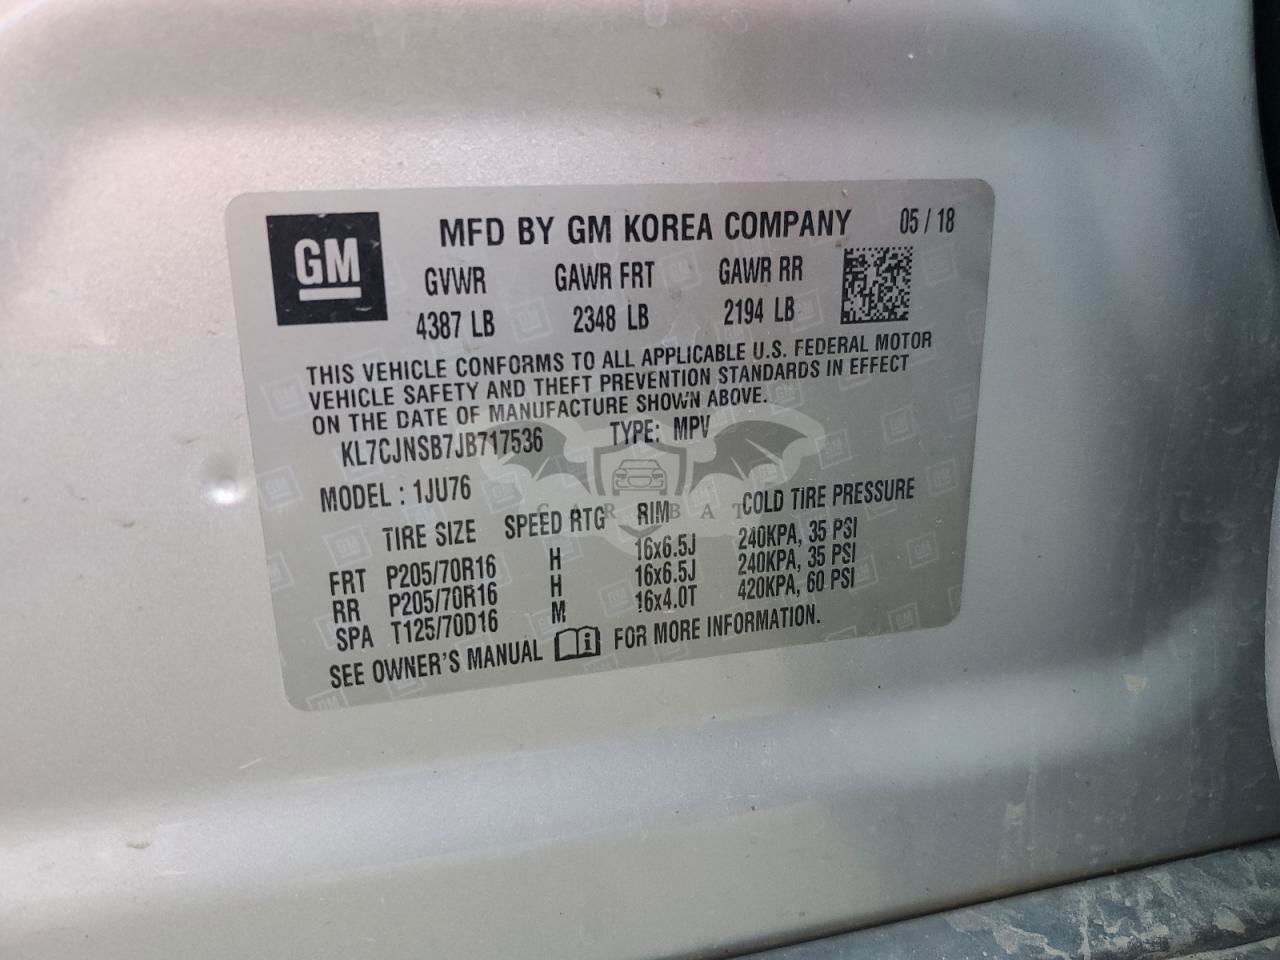 GM
MFD BY GM KOREA COMPANY 05 / 18
GVWR GAWR FRT GAWR RR
4387 LB 2348 LB 2194 LB
THIS VEHICLE CONFORMS TO ALL APPLICABLE U.S. FEDERAL MOTOR
VEHICLE SAFETY AND THEFT PREVENTION STANDARDS IN EFFECT
ON THE DATE OF MANUFACTURE SHOWN ABOVE.
KL7CJNSB7JB717536 TYPE: MPV
MODEL : 1JU76
TIRE SIZE SPEED RTG RIM COLD TIRE PRESSURE
FRT P205/70R16 H 16x6.5J 240KPA, 35 PSI
RR P205/70R16 H 16x6.5J 240KPA, 35 PSI
SPA T125/70D16 M 16x4.0T 420KPA, 60 PSI
SEE OWNER'S MANUAL FOR MORE INFORMATION.
CAR BAT